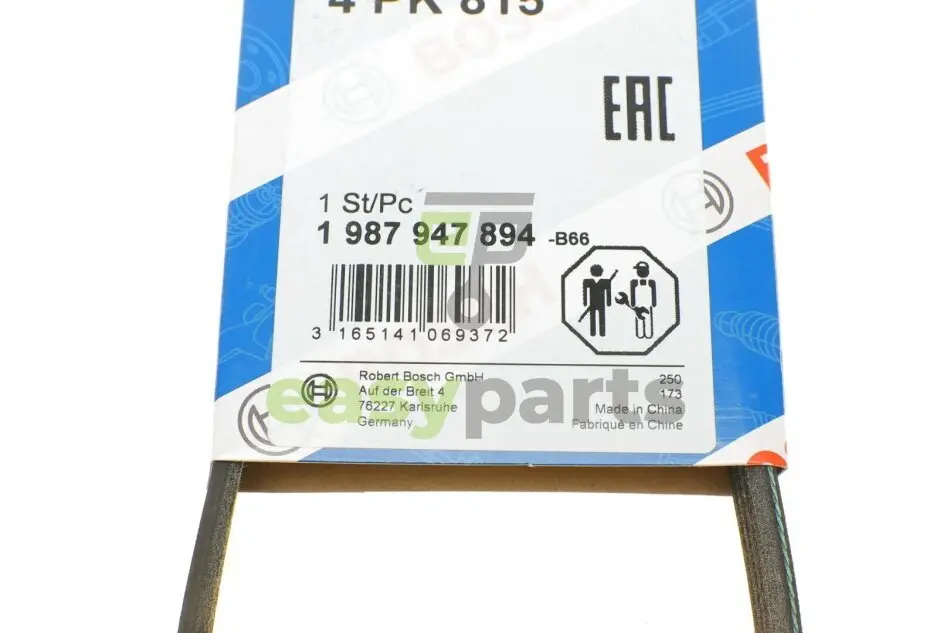 4 PK 815
EAC
1 St/Pc
1 987 947 894 -B66
3 165141 069372
Robert Bosch GmbH
Auf der Breit 4
76227 Karlsruhe
Germany
250
173
Made in China
Fabriqué en Chine
easyparts